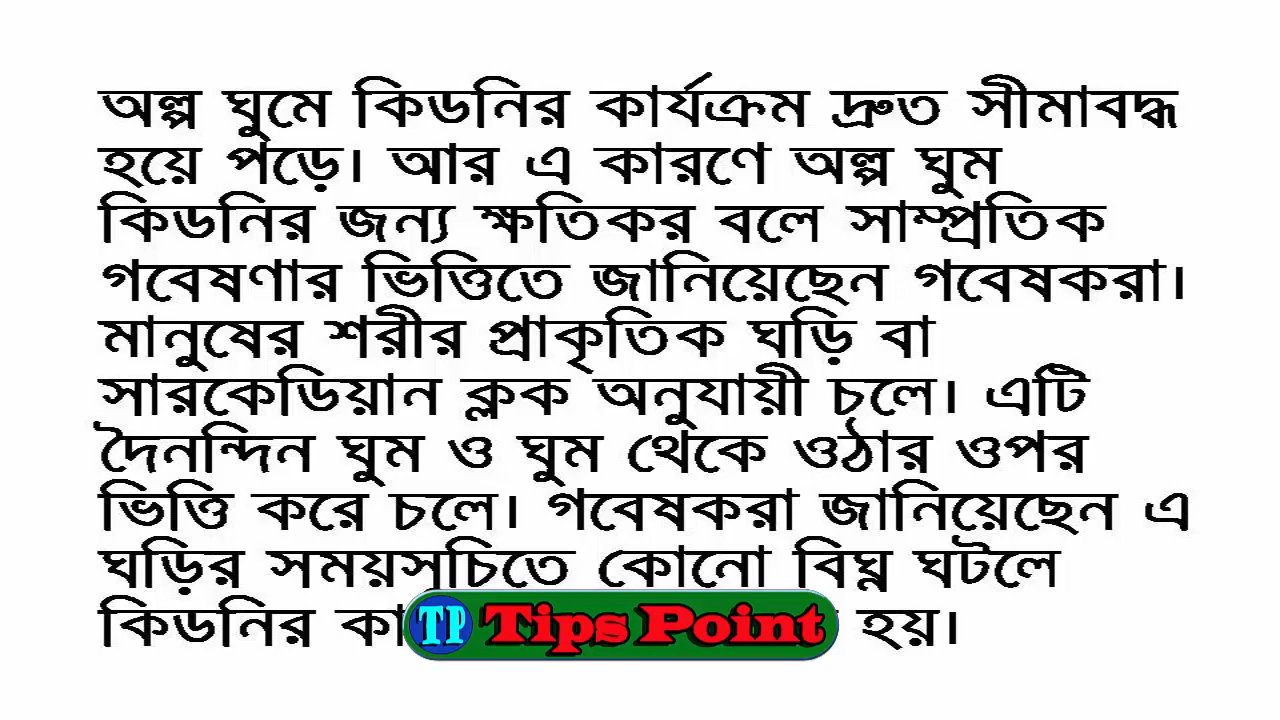 অল্প ঘুমে কিডনির কার্যক্রম দ্রুত সীমাবদ্ধ
হয়ে পড়ে। আর এ কারণে অল্প ঘুম
কিডনির জন্য ক্ষতিকর বলে সাম্প্রতিক
গবেষণার ভিত্তিতে জানিয়েছেন গবেষকরা।
মানুষের শরীর প্রাকৃতিক ঘড়ি বা
সারকেডিয়ান ক্লক অনুযায়ী চলে। এটি
দৈনন্দিন ঘুম ও ঘুম থেকে ওঠার ওপর
ভিত্তি করে চলে। গবেষকরা জানিয়েছেন এ
ঘড়ির সময়সূচিতে কোনো বিঘ্ন ঘটলে
কিডনির হয়।
TP Tips Point